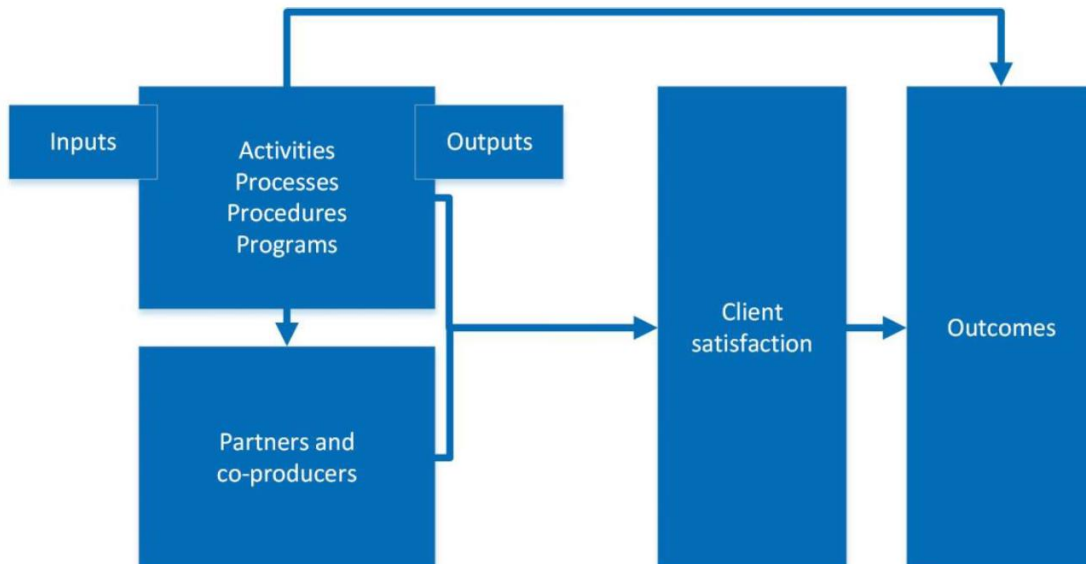 Inputs
Activities
Processes
Procedures
Programs
Outputs
Partners and
co-producers
Client
satisfaction
Outcomes